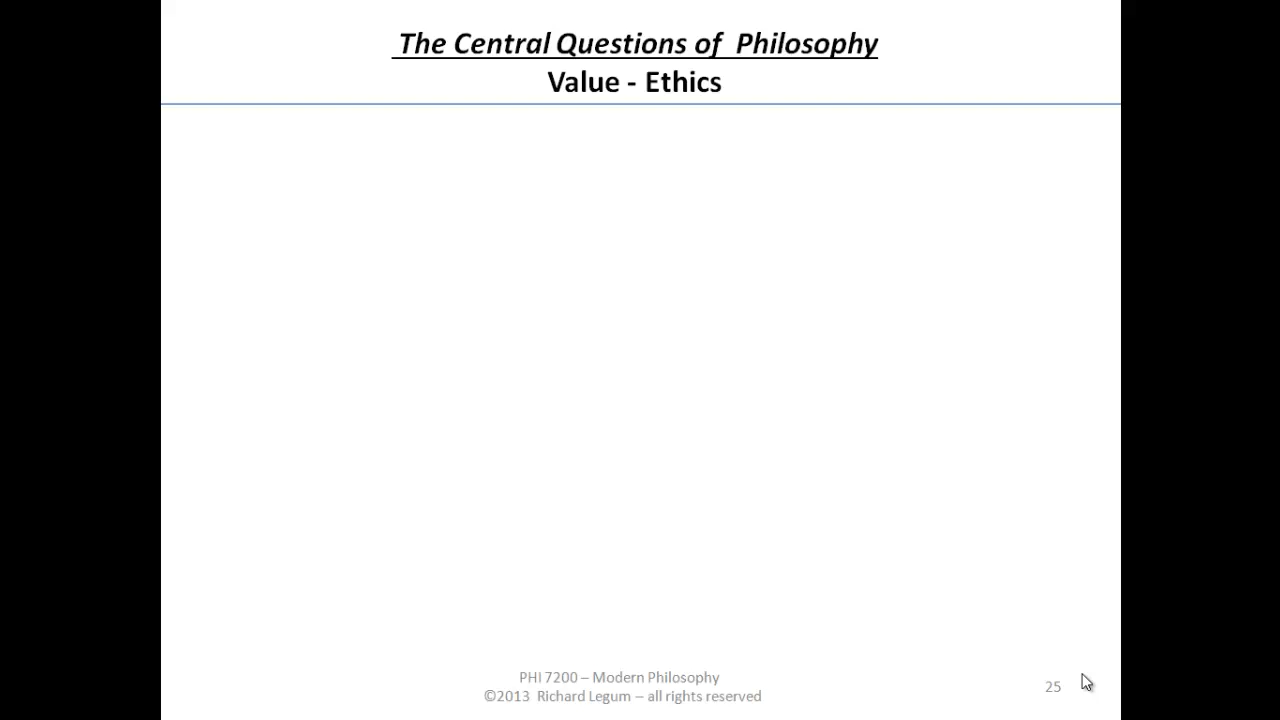 The Central Questions of Philosophy
Value - Ethics
PHI 7200 – Modern Philosophy
©2013 Richard Legum – all rights reserved
25